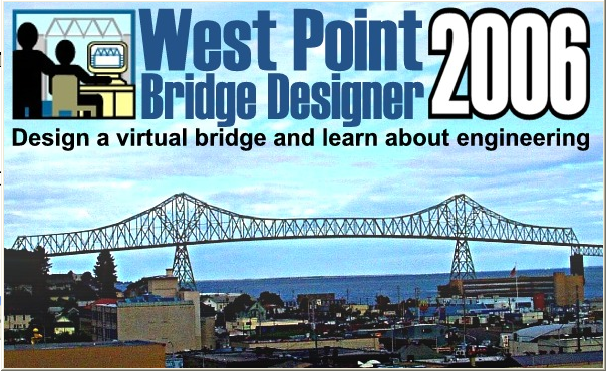 West Point
Bridge Designer
2006
Design a virtual bridge and learn about engineering